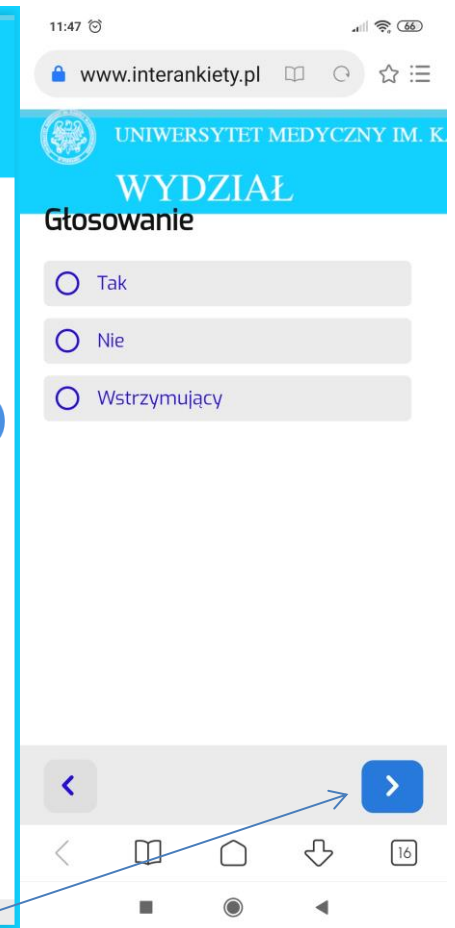 11:47
66
www.interankiety.pl
UNIWERSYTET MEDYCZNY IM. K
WYDZIAŁ
Głosowanie
Tak
Nie
Wstrzymujący
16